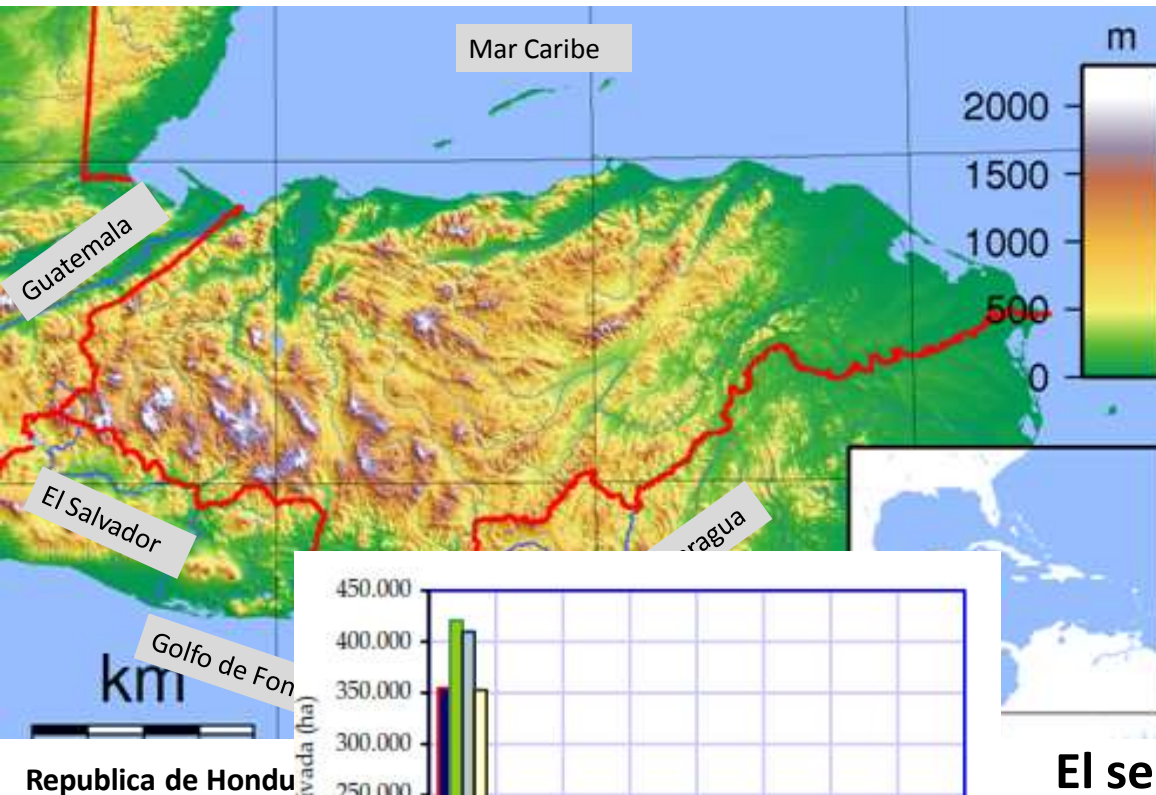 Mar Caribe
m
2000
1500
1000
500
0
Guatemala
El Salvador
ragua
Golfo de Fon
km
450.000
400.000
350.000
300.000
250.000
vada (ha)
Republica de Hondu
El se